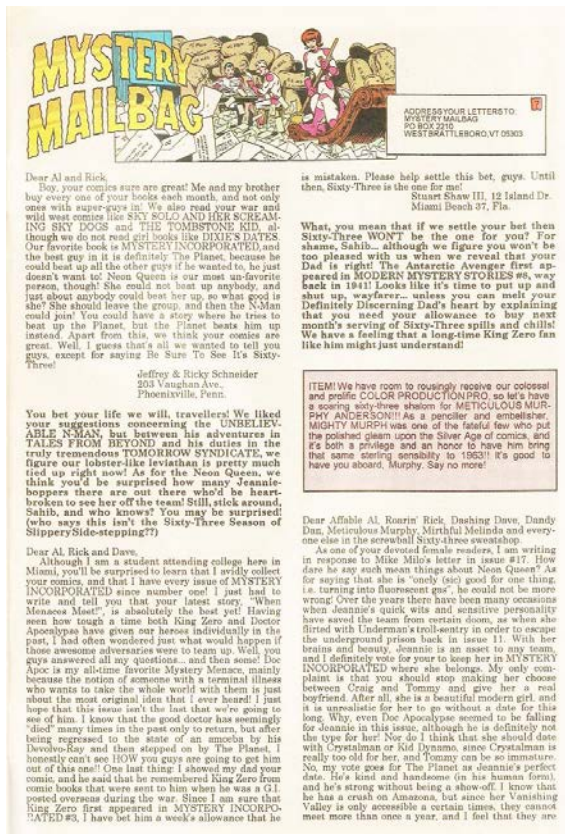 MYSTERY
MAILBAG
ADDRESS YOUR LETTERS TO:
MYSTERY MAILBAG
PO BOX 2210
WEST BRATTLEBORO, VT 05303
Dear Al and Rick,
Boy, your comics sure are great! Me and my brother
buy every one of your books each month, and not only
ones with super-guys in! We also read your war and
wild west comics like SKY SOLO AND HER SCREAM-
ING SKY DOGS and THE TOMBSTONE KID, al-
though we do not read girl books like DIXIE'S DATES.
Our favorite book is MYSTERY INCORPORATED, and
the best guy in it is definitely The Planet, because he
could beat up all the other guys if he wanted to, he just
doesn't want to! Neon Queen is our most un-favorite
person, though! She could not beat up anybody, and
just about anybody could beat her up, so what good is
she? She should leave the group, and then the N-Man
could join! You could have a story where he tries to
beat up the Planet, but the Planet beats him up
instead. Apart from this, we think your comics are
great. Well, I guess that's all we wanted to tell you
guys, except for saying Be Sure To See It's Sixty-
Three!
Jeffrey & Ricky Schneider
203 Vaughan Ave.,
Phoenixville, Penn.
You bet your life we will, travellers! We liked
your suggestions concerning the UNBELIEV-
ABLE N-MAN, but between his adventures in
TALES FROM BEYOND and his duties in the
truly tremendous TOMORROW SYNDICATE, we
figure our lobster-like leviathan is pretty much
tied up right now! As for the Neon Queen, we
think you'd be surprised how many Jeannie-
boppers there are out there who'd be heart-
broken to see her off the team! Still, stick around,
Sahib, and who knows? You may be surprised!
(who says this isn't the Sixty-Three Season of
Slippery Side-stepping??)
Dear Al, Rick and Dave,
Although I am a student attending college here in
Miami, you'll be surprised to learn that I avidly collect
your comics, and that I have every issue of MYSTERY
INCORPORATED since number one! I just had to
write and tell you that your latest story, "When
Menaces Meet!", is absolutely the best yet! Having
seen how tough a time both King Zero and Doctor
Apocalypse have given our heroes individually in the
past, I had often wondered just what would happen if
those awesome adversaries were to team up. Well, you
guys answered all my questions... and then some! Doc
Apoc is my all-time favorite Mystery Menace, mainly
because the notion of someone with a terminal illness
who wants to take the whole world with them is just
about the most original idea that I ever heard! I just
hope that this issue isn't the last that we're going to
see of him. I know that the good doctor has seemingly
"died" many times in the past only to return, but after
being regressed to the state of an amoeba by his
Devolvo-Ray and then stepped on by The Planet, I
honestly can't see HOW you guys are going to get him
out of this one!! One last thing: I showed my dad your
comic, and he said that he remembered King Zero from
comic books that were sent to him when he was a G.I.
posted overseas during the war. Since I am sure that
King Zero first appeared in MYSTERY INCORPO-
RATED #3, I have bet him a week's allowance that he
is mistaken. Please help settle this bet, guys. Until
then, Sixty-Three is the one for me!
Stuart Shaw III, 12 Island Dr.
Miami Beach 37, Fla.
What, you mean that if we settle your bet then
Sixty-Three WON'T be the one for you? For
shame, Sahib... although we figure you won't be
too pleased with us when we reveal that your
Dad is right! The Antarctic Avenger first ap-
peared in MODERN MYSTERY STORIES #8, way
back in 1941! Looks like it's time to put up and
shut up, wayfarer... unless you can melt your
Definitely Discerning Dad's heart by explaining
that you need your allowance to buy next
month's serving of Sixty-Three spills and chills!
We have a feeling that a long-time King Zero fan
like him might just understand!
ITEM! We have room to rousingly receive our colossal
and prolific COLOR PRODUCTION PRO, so let's have
a soaring sixty-three shalom for METICULOUS MUR-
PHY ANDERSON!!! As a penciller and embellisher,
MIGHTY MURPH was one of the fateful few who put
the polished gleam upon the Silver Age of comics, and
it's both a privilege and an honor to have him bring
that same sterling sensibility to 1963!! It's good to
have you aboard, Murphy. Say no more!
Dear Affable Al, Roarin' Rick, Dashing Dave, Dandy
Dan, Meticulous Murphy, Mirthful Melinda and every-
one else in the screwball Sixty-three sweatshop.
As one of your devoted female readers, I am writing
in response to Mike Milo's letter in issue #17. How
dare he say such mean things about Neon Queen? As
for saying that she is "onely (sic) good for one thing,
i.e. turning into fluorescent gas", he could not be more
wrong! Over the years there have been many occasions
when Jeannie's quick wits and sensitive personality
have saved the team from certain doom, as when she
flirted with Underman's troll-sentry in order to escape
the underground prison back in issue 11. With her
brains and beauty, Jeannie is an asset to any team,
and I definitely vote for your to keep her in MYSTERY
INCORPORATED where she belongs. My only com-
plaint is that you should stop making her choose
between Craig and Tommy and give her a real
boyfriend. After all, she is a beautiful modern girl, and
it is unrealistic for her to go without a date for this
long. Why, even Doc Apocalypse seemed to be falling
for Jeannie in this issue, although he is definitely not
the type for her! Nor do I think that she should date
with Crystalman or Kid Dynamo, since Crystalman is
really too old for her, and Tommy can be so immature.
No, my vote goes for The Planet as Jeannie's perfect
date. He's kind and handsome (in his human form),
and he's strong without being a show-off. I know that
he has a crush on Amazona, but since her Vanishing
Valley is only accessible at certain times, they cannot
meet more than once a year, and I feel that they are